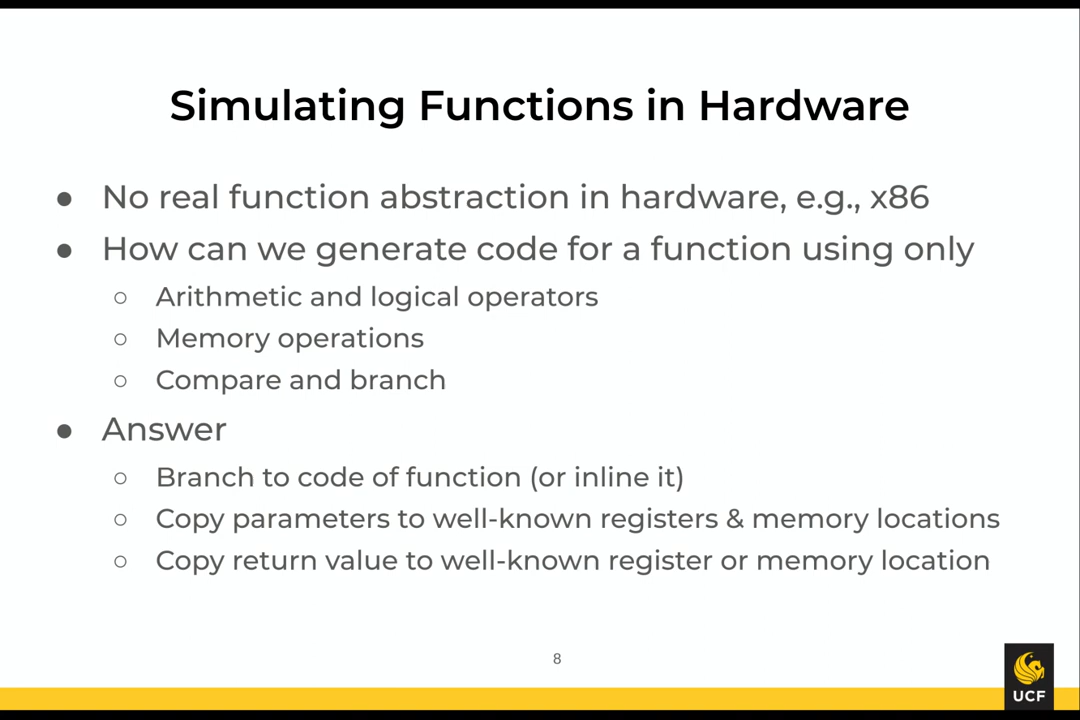 Simulating Functions in Hardware
● No real function abstraction in hardware, e.g., x86
● How can we generate code for a function using only
○ Arithmetic and logical operators
○ Memory operations
○ Compare and branch
● Answer
○ Branch to code of function (or inline it)
○ Copy parameters to well-known registers & memory locations
○ Copy return value to well-known register or memory location
8
UCF